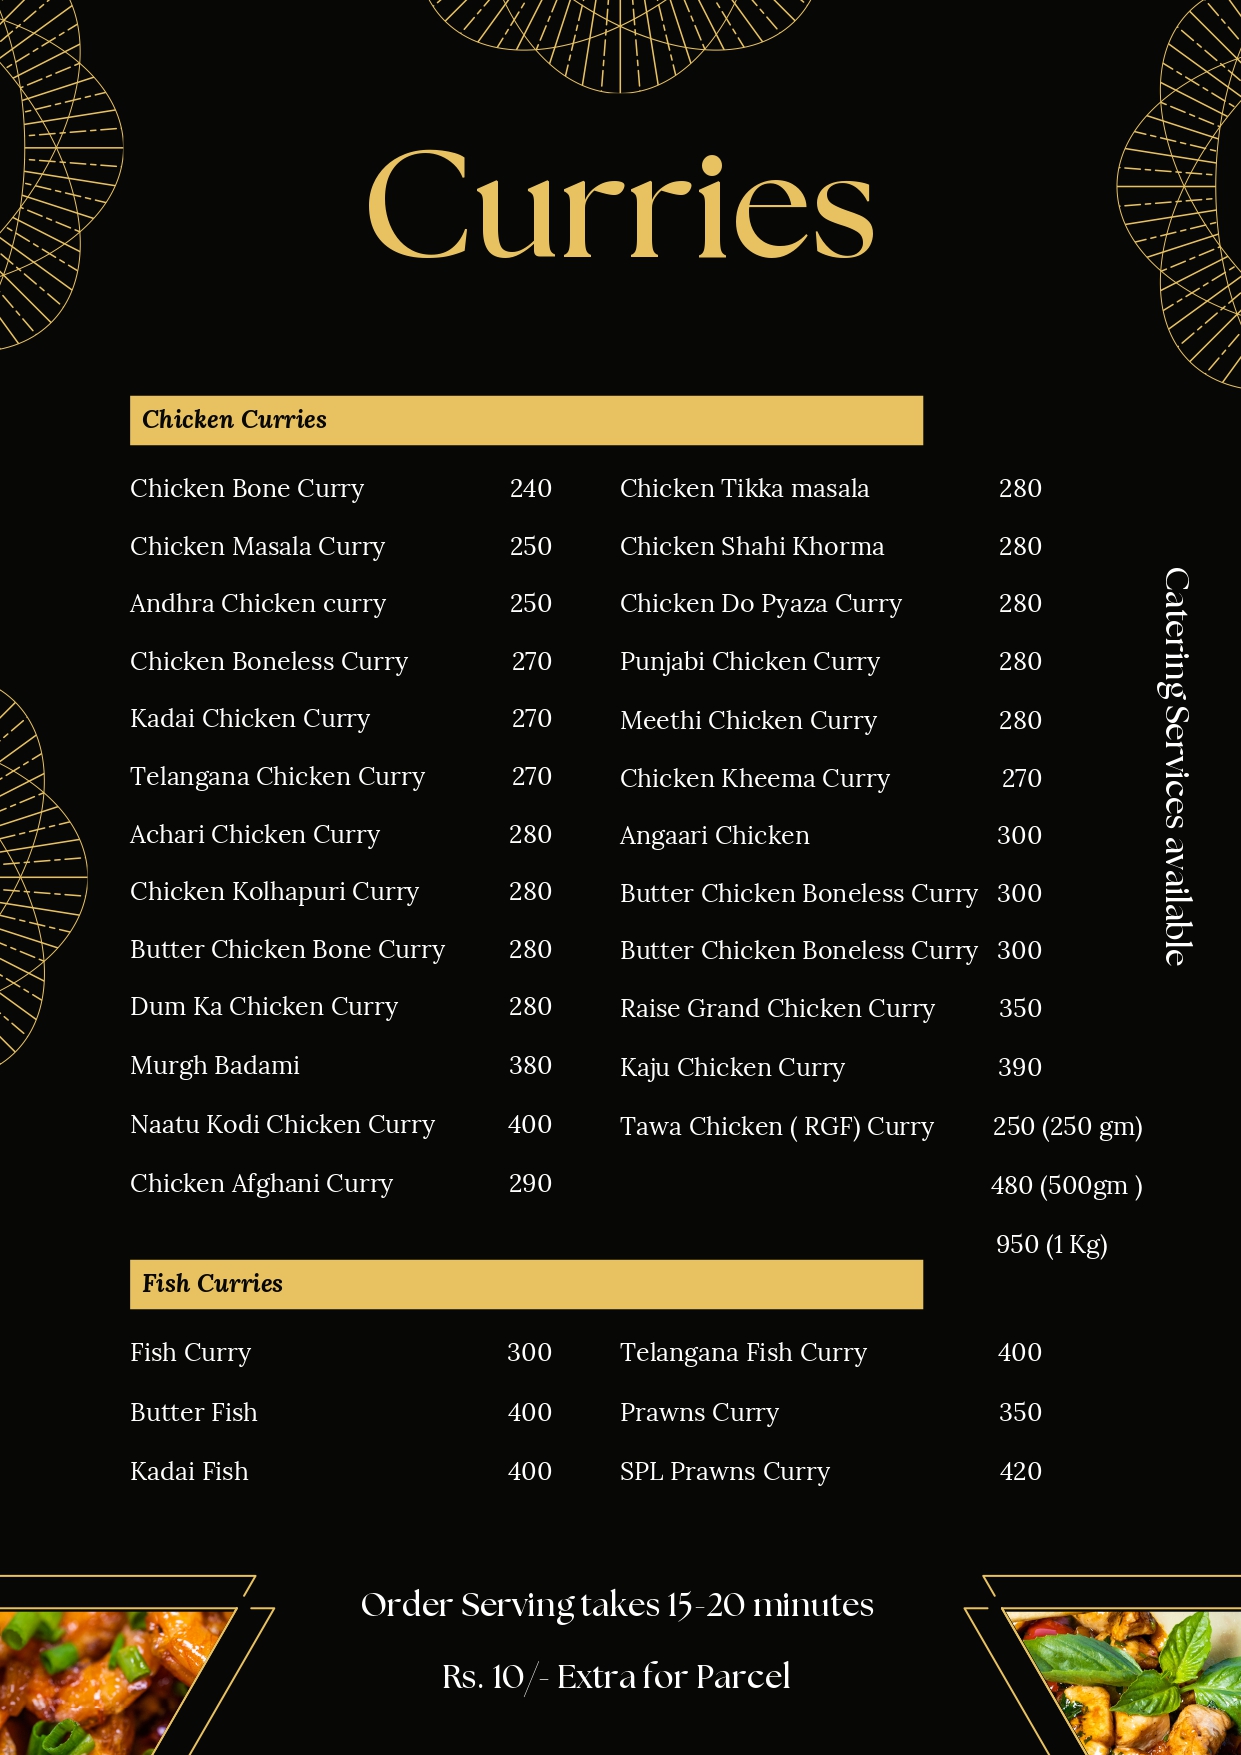 Curries
Chicken Curries
Chicken Bone Curry 240
Chicken Masala Curry 250
Andhra Chicken curry 250
Chicken Boneless Curry 270
Kadai Chicken Curry 270
Telangana Chicken Curry 270
Achari Chicken Curry 280
Chicken Kolhapuri Curry 280
Butter Chicken Bone Curry 280
Dum Ka Chicken Curry 280
Murgh Badami 380
Naatu Kodi Chicken Curry 400
Chicken Afghani Curry 290
Chicken Tikka masala 280
Chicken Shahi Khorma 280
Chicken Do Pyaza Curry 280
Punjabi Chicken Curry 280
Meethi Chicken Curry 280
Chicken Kheema Curry 270
Angaari Chicken 300
Butter Chicken Boneless Curry 300
Butter Chicken Boneless Curry 300
Raise Grand Chicken Curry 350
Kaju Chicken Curry 390
Tawa Chicken ( RGF) Curry 250 (250 gm)
480 (500gm )
950 (1 Kg)
Catering Services available
Fish Curries
Fish Curry 300
Butter Fish 400
Kadai Fish 400
Telangana Fish Curry 400
Prawns Curry 350
SPL Prawns Curry 420
Order Serving takes 15-20 minutes
Rs. 10/- Extra for Parcel